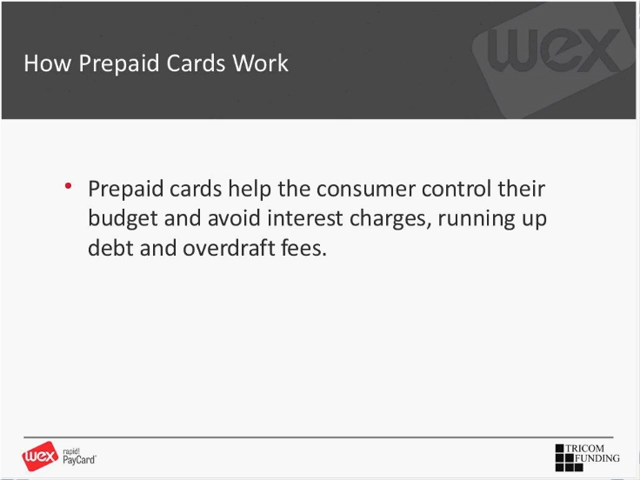 wex
How Prepaid Cards Work
• Prepaid cards help the consumer control their
budget and avoid interest charges, running up
debt and overdraft fees.
wex rapid!
PayCard
TRICOM
FUNDING